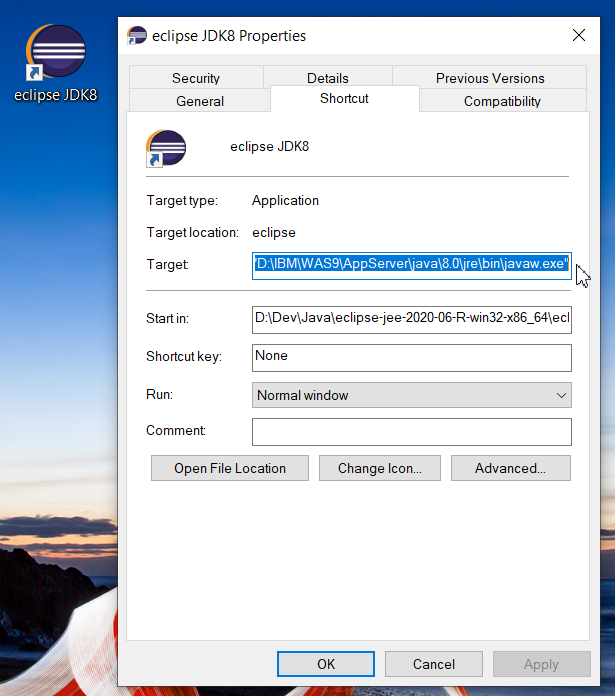 eclipse JDK8 Properties
eclipse JDK8
Security Details Previous Versions
General Shortcut Compatibility
eclipse JDK8
Target type: Application
Target location: eclipse
Target: "D:\IBM\WAS9\AppServer\java\8.0\jre\bin\javaw.exe"
Start in: D:\Dev\Java\eclipse-jee-2020-06-R-win32-x86_64\ecl
Shortcut key: None
Run: Normal window
Comment:
Open File Location Change Icon... Advanced...
OK Cancel Apply